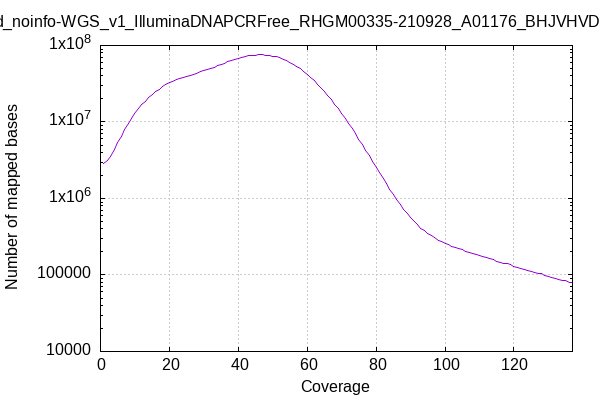 d_noinfo-WGS_v1_IlluminaDNAPCRFree_RHGM00335-210928_A01176_BHJVHVD
1x10^8
1x10^7
1x10^6
100000
10000
Number of mapped bases
0 20 40 60 80 100 120
Coverage